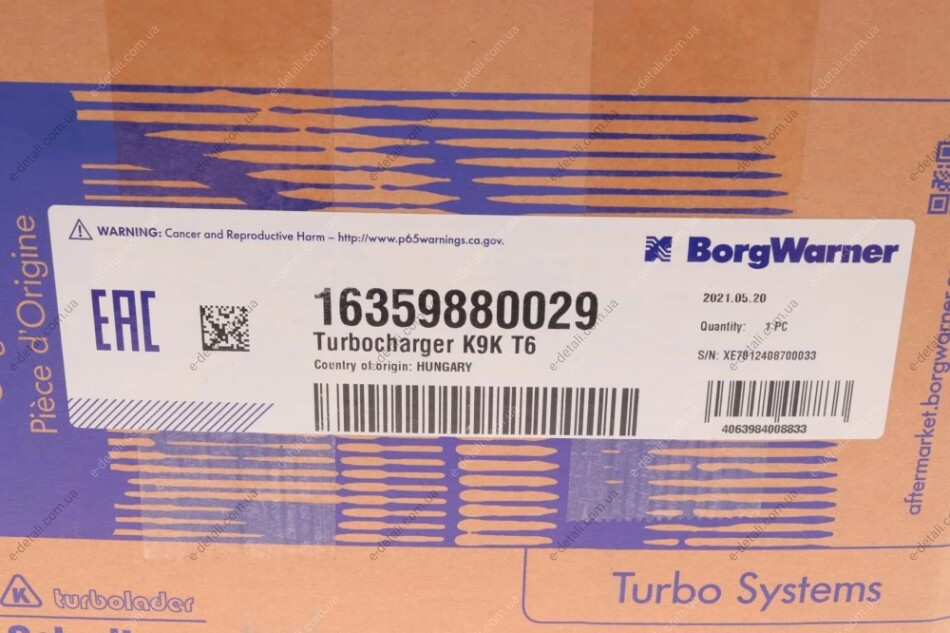 Pièce d'Origine
WARNING: Cancer and Reproductive Harm – http://www.p65warnings.ca.gov.
BorgWarner
EAC
16359880029
Turbocharger K9K T6
Country of origin: HUNGARY
2021.05.20
Quantity: 1 PC
S/N: XE7012408700033
4063984008833
aftermarket.borgwarner
K turbolader
Turbo Systems
e-detali.com.ua